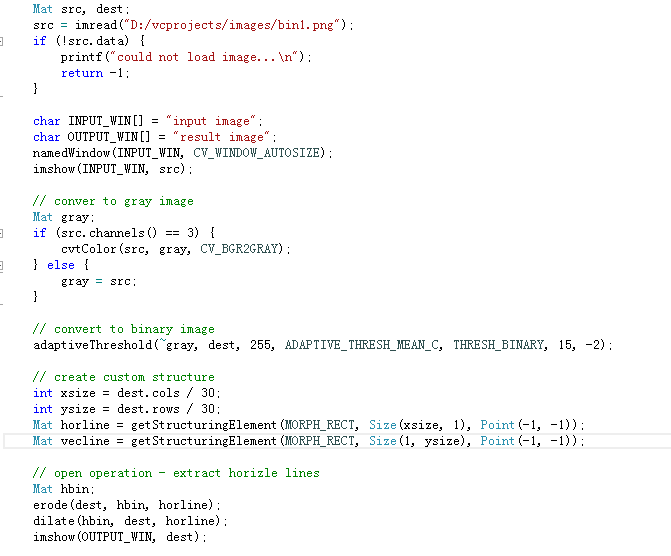 Mat src, dest;
src = imread("D:/vcprojects/images/bin1.png");
if (!src.data) {
printf("could not load image...\n");
return -1;
}
char INPUT_WIN[] = "input image";
char OUTPUT_WIN[] = "result image";
namedWindow(INPUT_WIN, CV_WINDOW_AUTOSIZE);
imshow(INPUT_WIN, src);
// conver to gray image
Mat gray;
if (src.channels() == 3) {
cvtColor(src, gray, CV_BGR2GRAY);
} else {
gray = src;
}
// convert to binary image
adaptiveThreshold(~gray, dest, 255, ADAPTIVE_THRESH_MEAN_C, THRESH_BINARY, 15, -2);
// create custom structure
int xsize = dest.cols / 30;
int ysize = dest.rows / 30;
Mat horline = getStructuringElement(MORPH_RECT, Size(xsize, 1), Point(-1, -1));
Mat vecline = getStructuringElement(MORPH_RECT, Size(1, ysize), Point(-1, -1));
// open operation - extract horizle lines
Mat hbin;
erode(dest, hbin, horline);
dilate(hbin, dest, horline);
imshow(OUTPUT_WIN, dest);